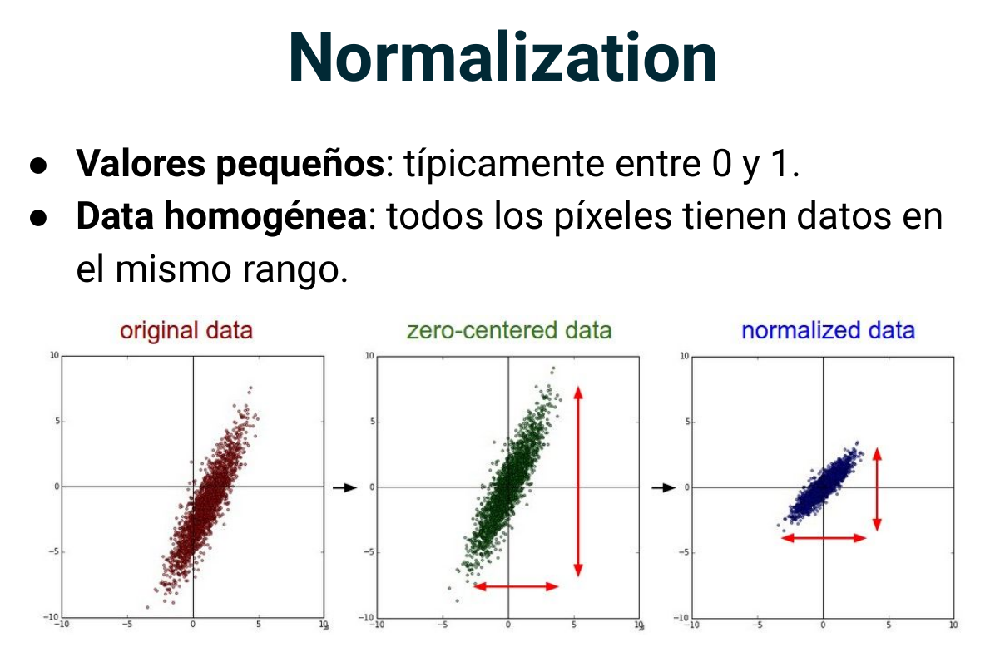 Normalization
● Valores pequeños: típicamente entre 0 y 1.
● Data homogénea: todos los píxeles tienen datos en
el mismo rango.
original data
zero-centered data
normalized data
10
5
0
−5
−10
−10 −5 0 5 10
10
5
0
−5
−10
−10 −5 0 5 10
10
5
0
−5
−10
−10 −5 0 5 10